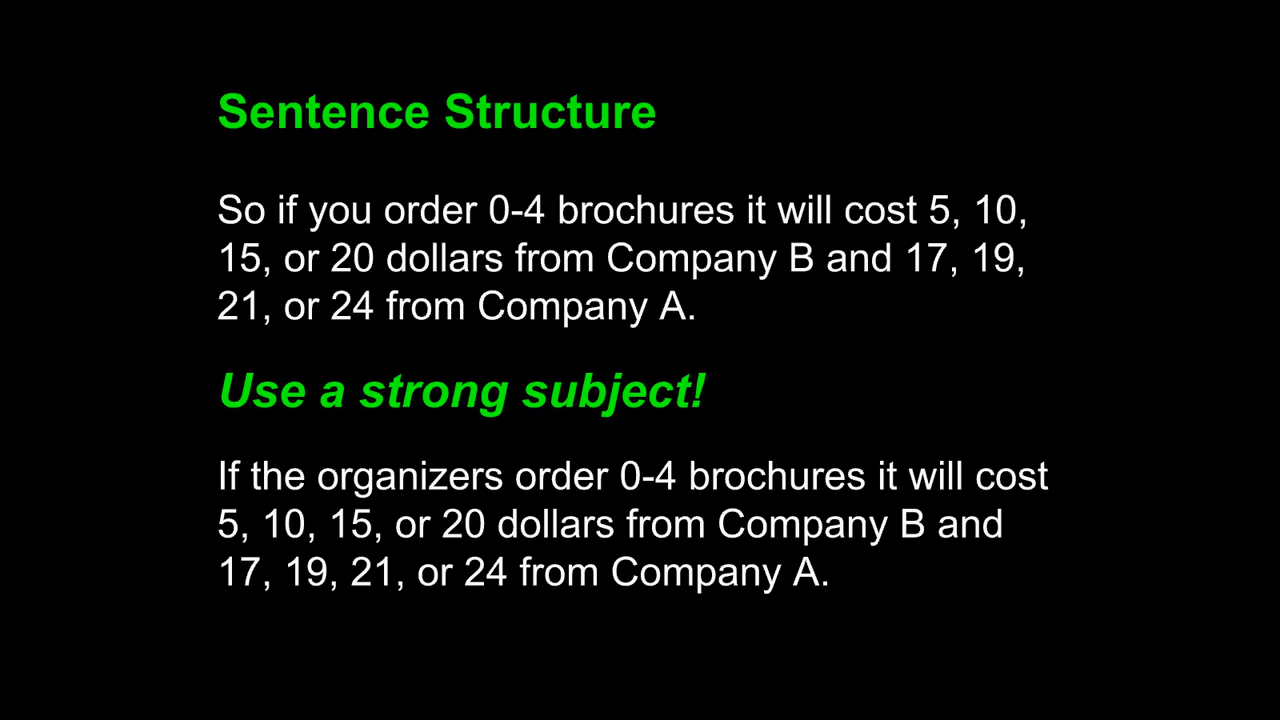 Sentence Structure
So if you order 0-4 brochures it will cost 5, 10,
15, or 20 dollars from Company B and 17, 19,
21, or 24 from Company A.
Use a strong subject!
If the organizers order 0-4 brochures it will cost
5, 10, 15, or 20 dollars from Company B and
17, 19, 21, or 24 from Company A.